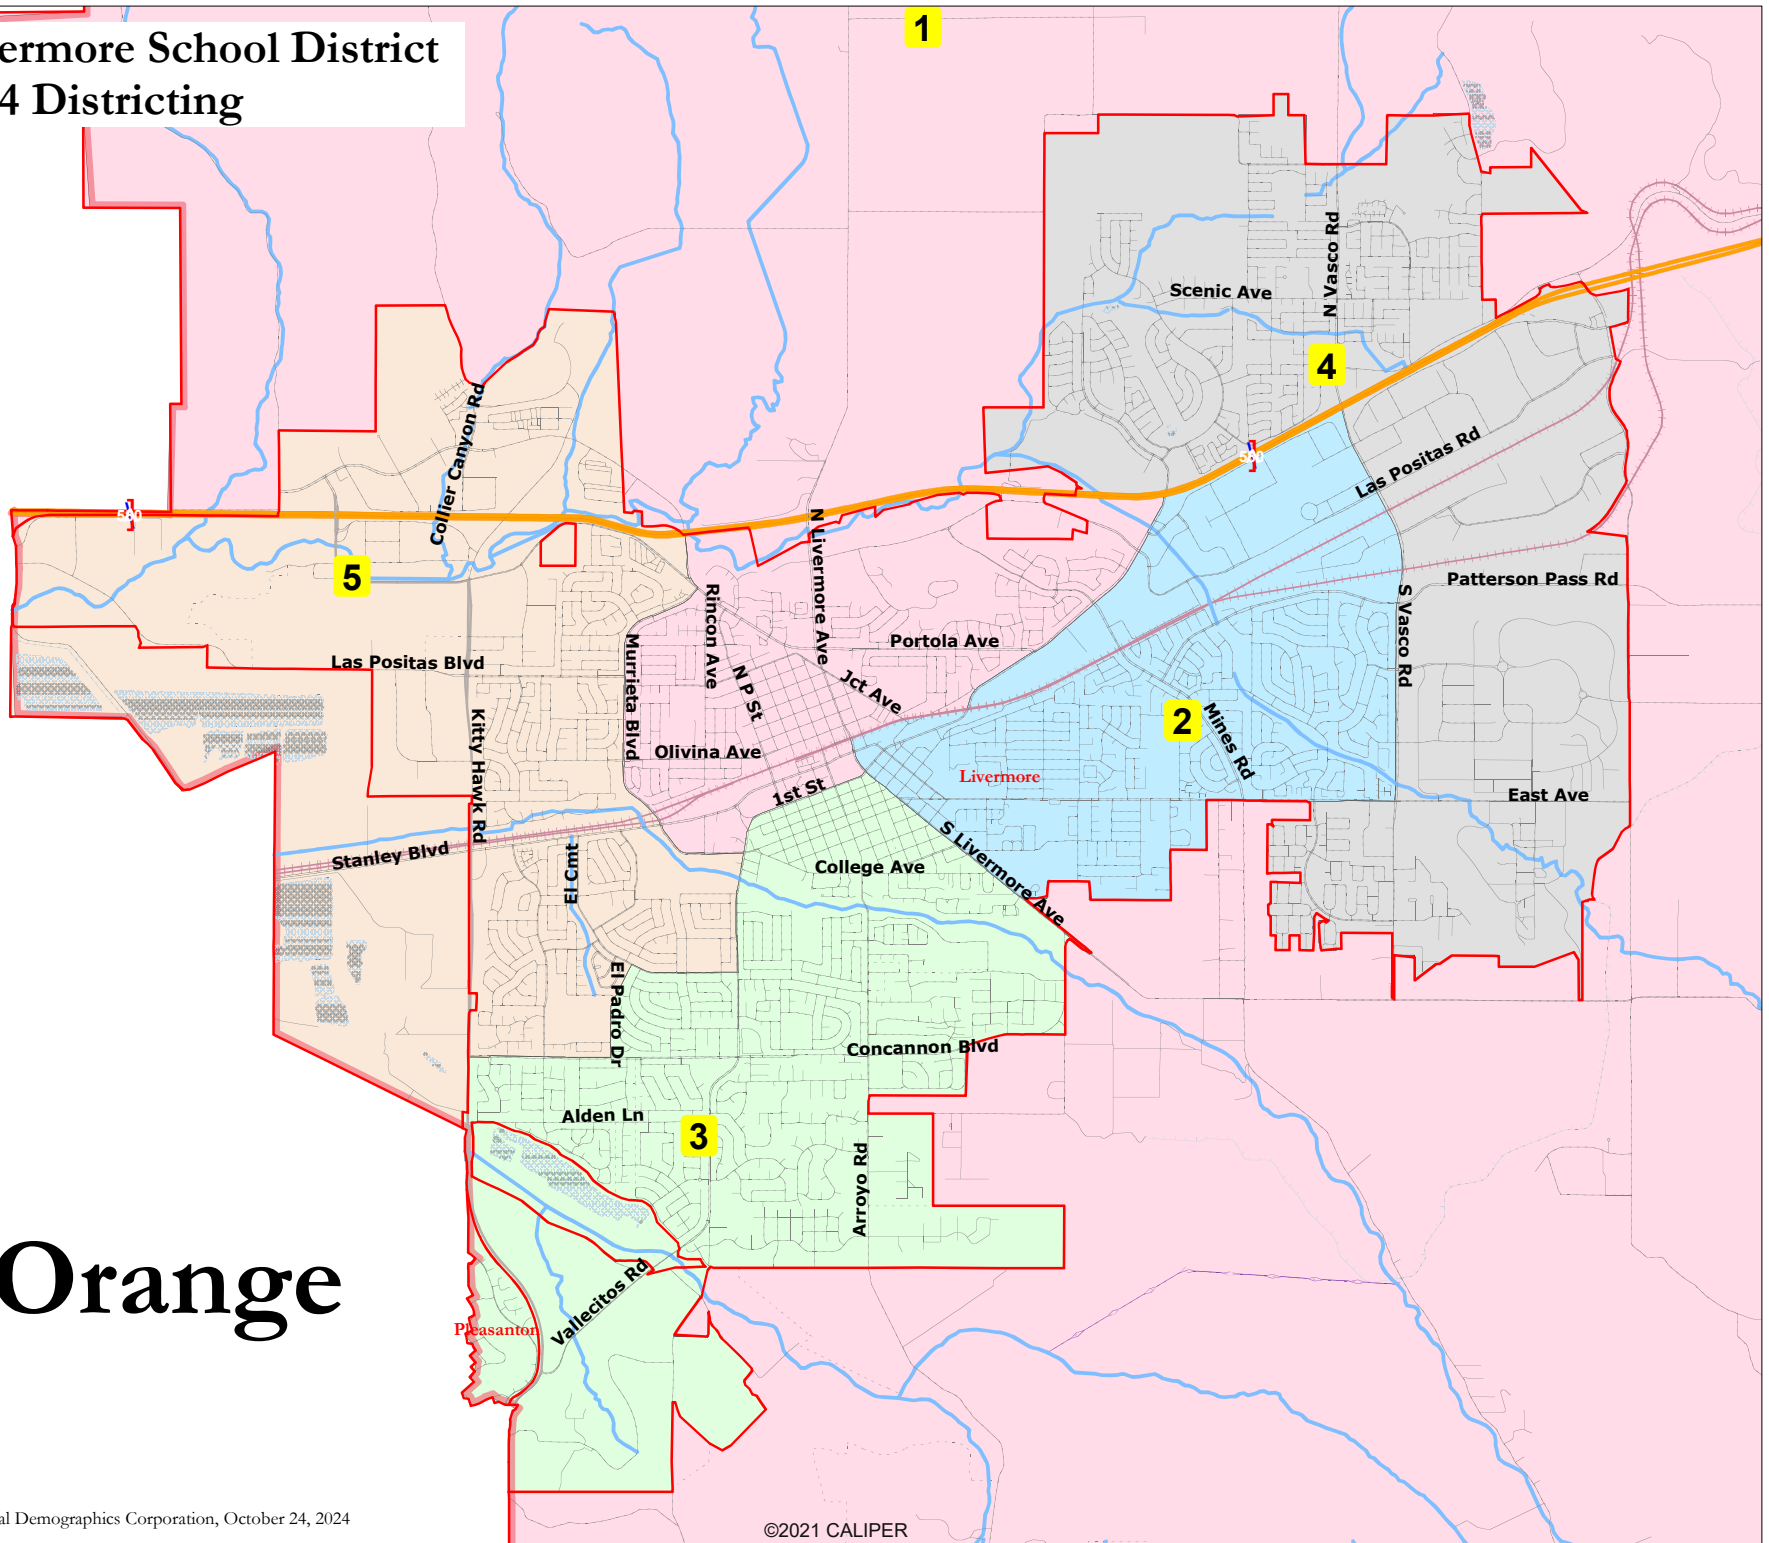 1
ermore School District
4 Districting
N Vasco Rd
Scenic Ave
4
580
Collier Canyon Rd
Las Positas Rd
580
N Livermore Ave
5
Patterson Pass Rd
Rincon Ave
S Vasco Rd
Murrieta Blvd
Portola Ave
Las Positas Blvd
N P St
Jct Ave
Kitty Hawk Rd
2
Mines Rd
Olivina Ave
Livermore
1st St
East Ave
Stanley Blvd
S Livermore Ave
El Cmt
College Ave
El Padro Dr
Concannon Blvd
Alden Ln
3
Arroyo Rd
Orange
Vallecitos Rd
Pleasanton
al Demographics Corporation, October 24, 2024
©2021 CALIPER